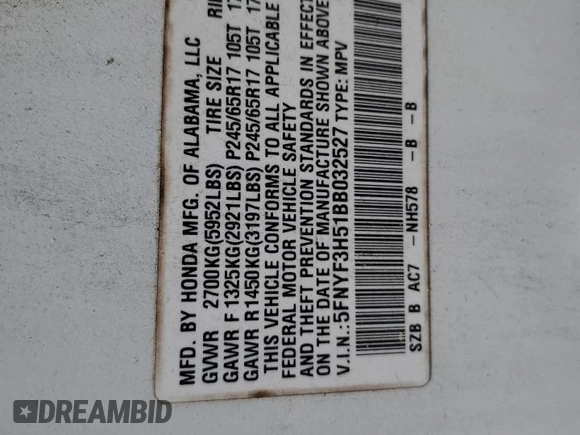 MFD. BY HONDA MFG. OF ALABAMA, LLC
GVWR 2700KG(5952LBS) TIRE SIZE
GAWR F 1325KG(2921LBS) P245/65R17 105T
GAWR R1450KG(3197LBS) P245/65R17 105T
THIS VEHICLE CONFORMS TO ALL APPLICABLE
FEDERAL MOTOR VEHICLE SAFETY
AND THEFT PREVENTION STANDARDS IN EFFECT
ON THE DATE OF MANUFACTURE SHOWN ABOVE
V.I.N.:5FNYF3H51BB032527 TYPE: MPV
SZB B AC7 - NH578 - B - B
DREAMBID